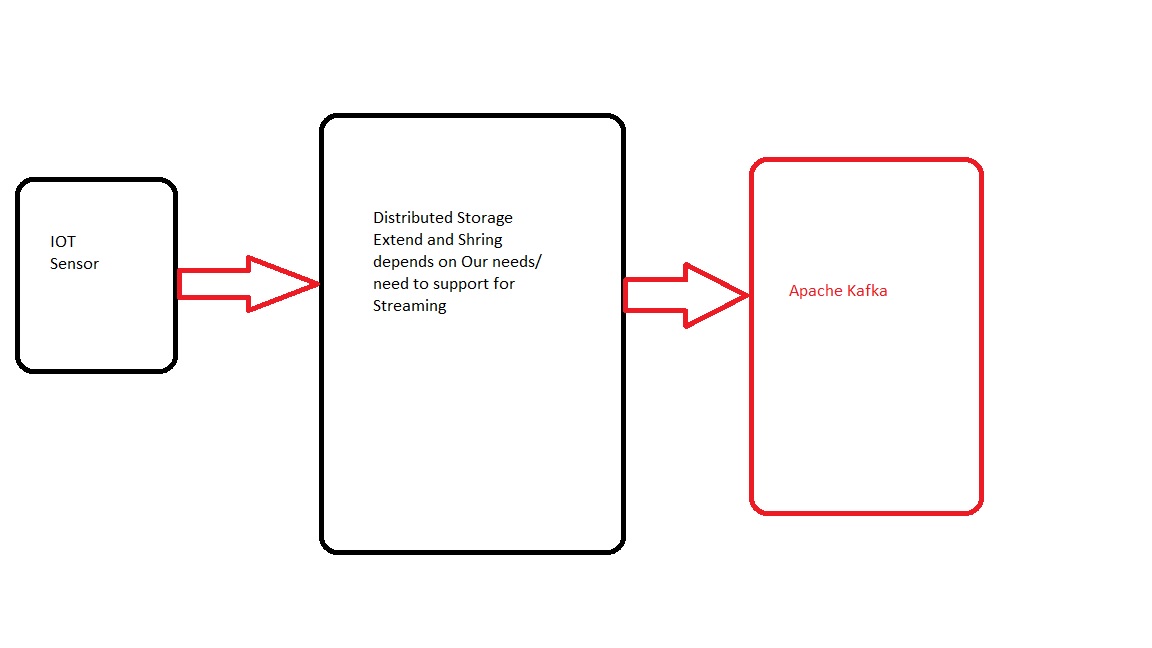 IOT
Sensor
Distributed Storage
Extend and Shring
depends on Our needs/
need to support for
Streaming
Apache Kafka